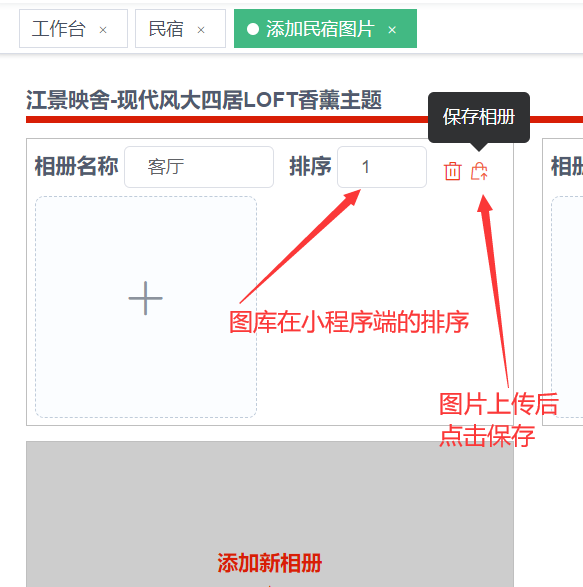 工作台 × 民宿 × 添加民宿图片 ×
江景映舍-现代风大四居LOFT香薰主题
保存相册
相册名称 客厅 排序 1
图库在小程序端的排序
图片上传后
点击保存
添加新相册